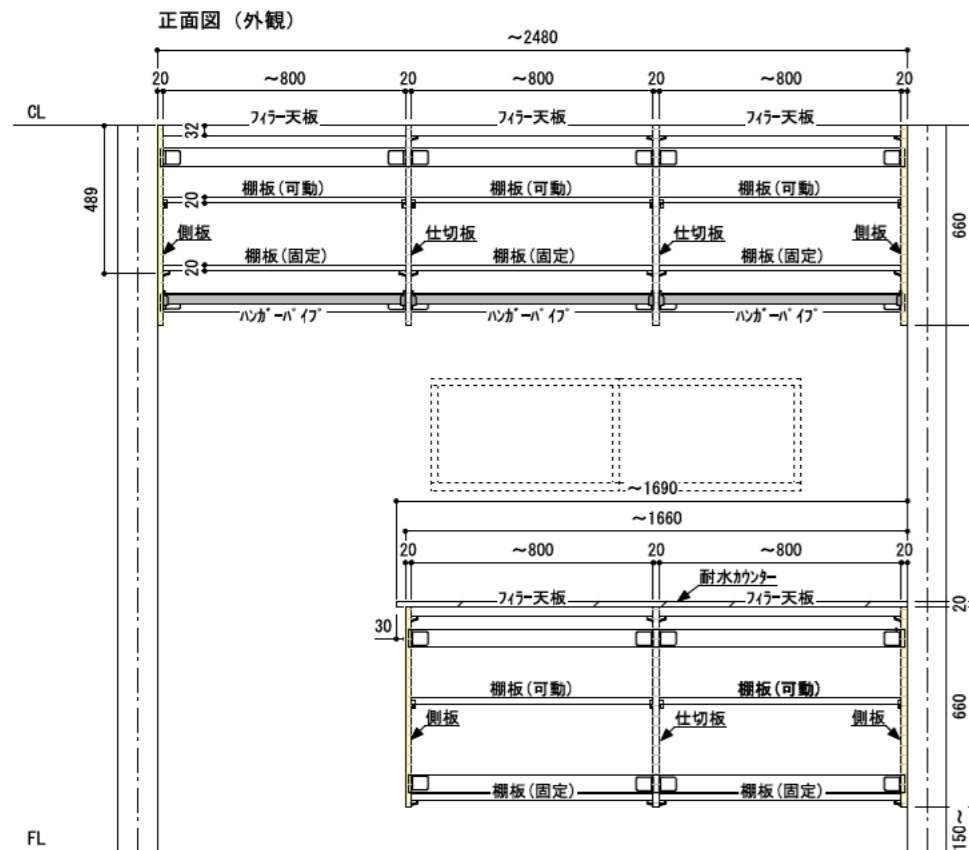 正面図（外観）
～2480
20 ～800 20 ～800 20 ～800 20
CL
フィラー天板 フィラー天板 フィラー天板
32
489
棚板(可動) 棚板(可動) 棚板(可動)
20
側板 仕切板 仕切板 側板
660
棚板(固定) 棚板(固定) 棚板(固定)
20
ハンガーパイプ ハンガーパイプ ハンガーパイプ
～1690
～1660
20 ～800 20 ～800 20
耐水カウンター
フィラー天板 フィラー天板
20
30
棚板(可動) 棚板(可動)
660
側板 仕切板 側板
棚板(固定) 棚板(固定)
150～
FL